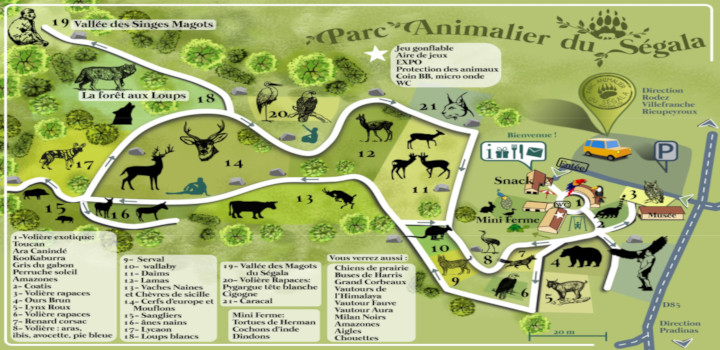 19 Vallée des Singes Magots
Parc Animalier du Ségala
Jeu gonflable
Aire de jeux
EXPO
Protection des animaux
Coin BB, micro onde
WC
La forêt aux Loups
18
20
21
12
Direction
Rodez
Villefranche
Rieupeyroux
Bienvenue !
P
entrée
Snack
17
14
11
1
3
Mini Ferme
Musée
15
16
13
10
8
2
9
7
6
5
4
1-Volière exotique:
Toucan
Ara Canindé
KooKaburra
Gris du gabon
Perruche soleil
Amazones
2- Coatis
3- Volière rapaces
4- Ours Brun
5- Lynx Roux
6- Volière rapaces
7- Renard corsac
8- Volière : aras,
ibis, avocette, pie bleue
9- Serval
10- wallaby
11- Daims
12- Lamas
13- Vaches Naines
et Chèvres de sicille
14- Cerfs d'europe et
Mouflons
15- Sangliers
16- ânes nains
17- Lycaon
18- Loups blancs
19- Vallée des Magots
du Ségala
20- Volière Rapaces:
Pygargue tête blanche
Cigogne
21- Caracal
Mini Ferme:
Tortues de Herman
Cochons d'inde
Dindons
Vous verrez aussi :
Chiens de prairie
Buses de Harris
Grand Corbeaux
Vautours de
l'Himalaya
Vautour Fauve
Vautour Aura
Milan Noirs
Amazones
Aigles
Chouettes
20 m
D85
Direction
Pradinas